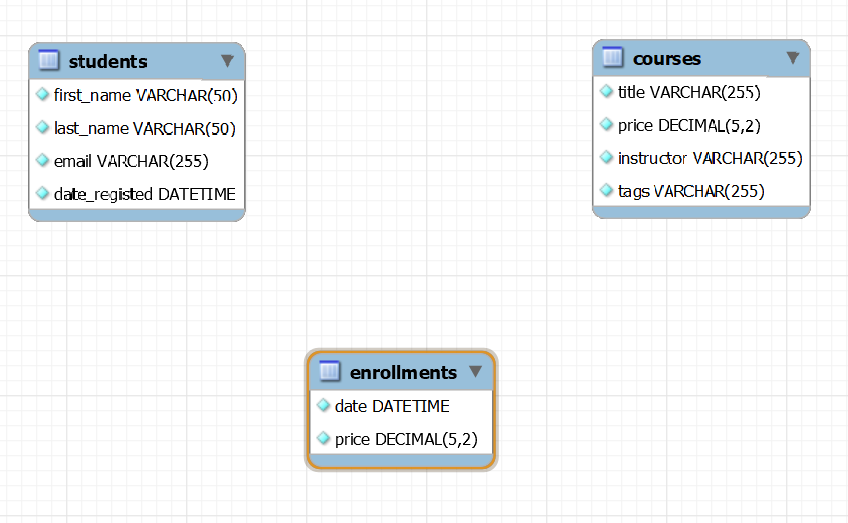 students
first_name VARCHAR(50)
last_name VARCHAR(50)
email VARCHAR(255)
date_registed DATETIME
courses
title VARCHAR(255)
price DECIMAL(5,2)
instructor VARCHAR(255)
tags VARCHAR(255)
enrollments
date DATETIME
price DECIMAL(5,2)